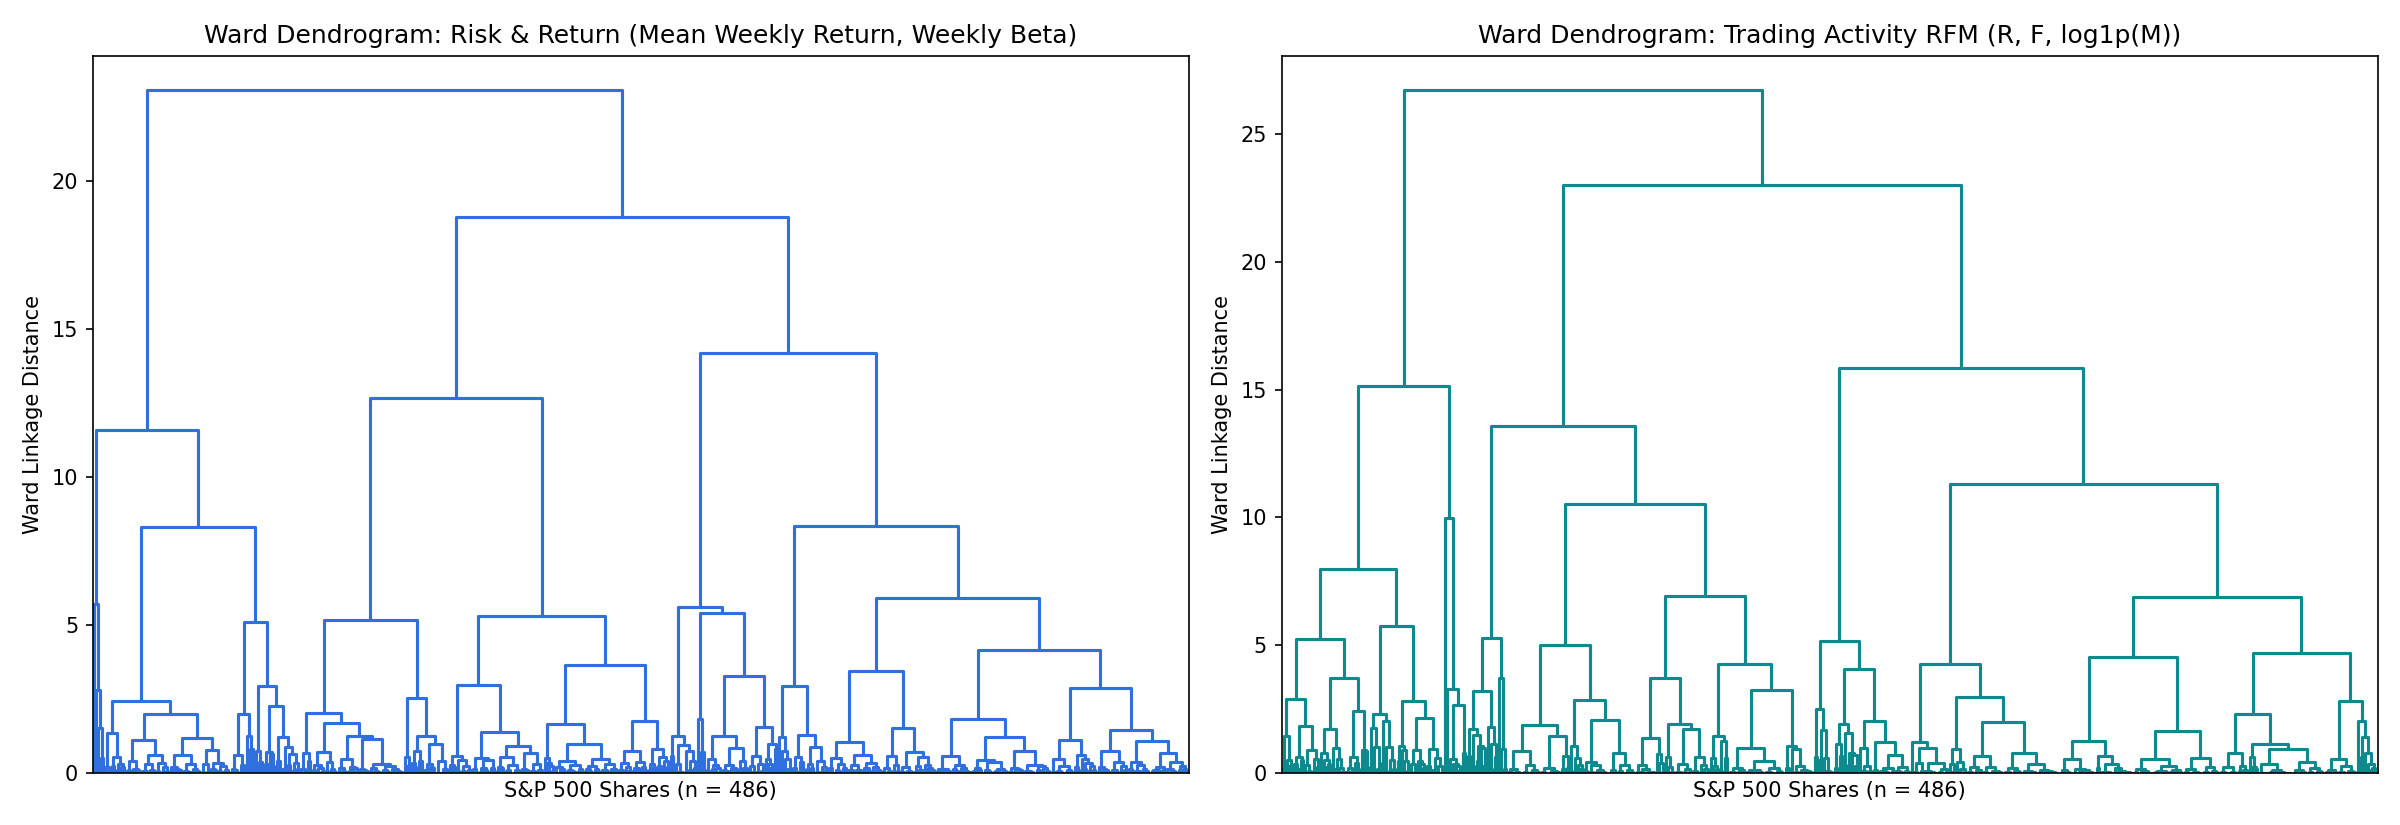 Ward Dendrogram: Risk & Return (Mean Weekly Return, Weekly Beta)
Ward Linkage Distance
20
15
10
5
0
S&P 500 Shares (n = 486)
Ward Dendrogram: Trading Activity RFM (R, F, log1p(M))
Ward Linkage Distance
25
20
15
10
5
0
S&P 500 Shares (n = 486)